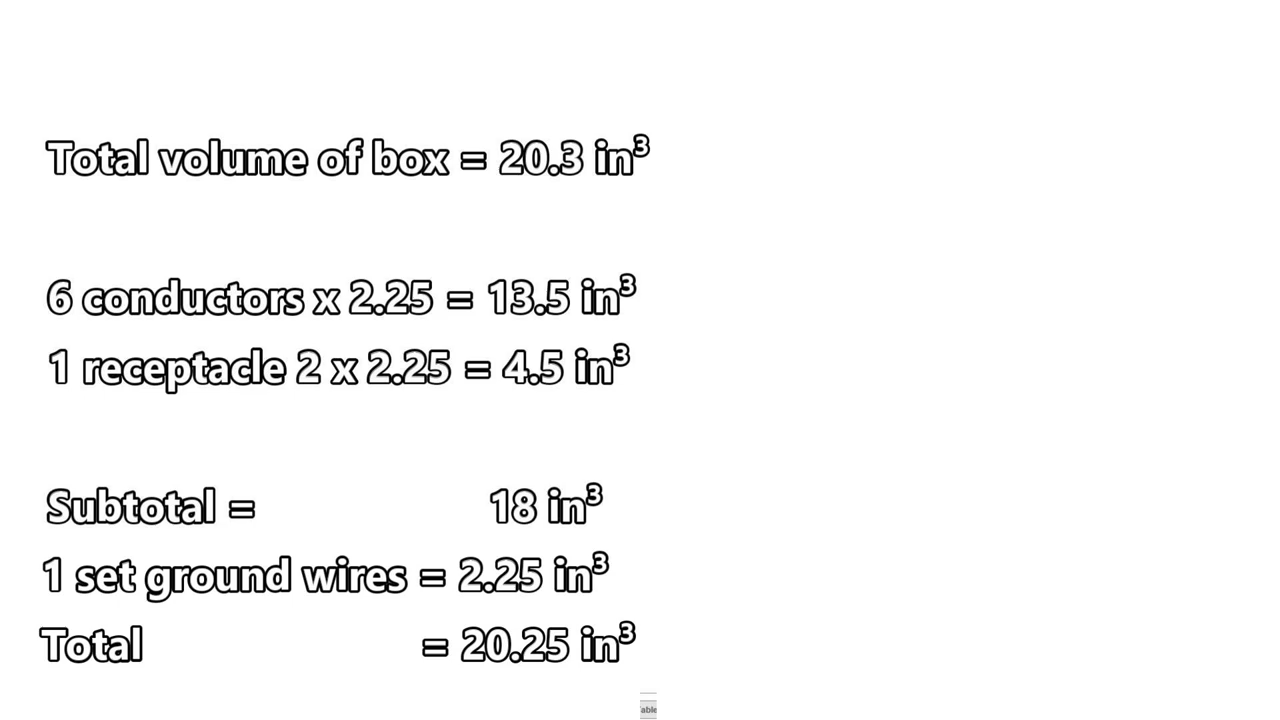 Total volume of box = 20.3 in³
6 conductors x 2.25 = 13.5 in³
1 receptacle 2 x 2.25 = 4.5 in³
Subtotal = 18 in³
1 set ground wires = 2.25 in³
Total = 20.25 in³